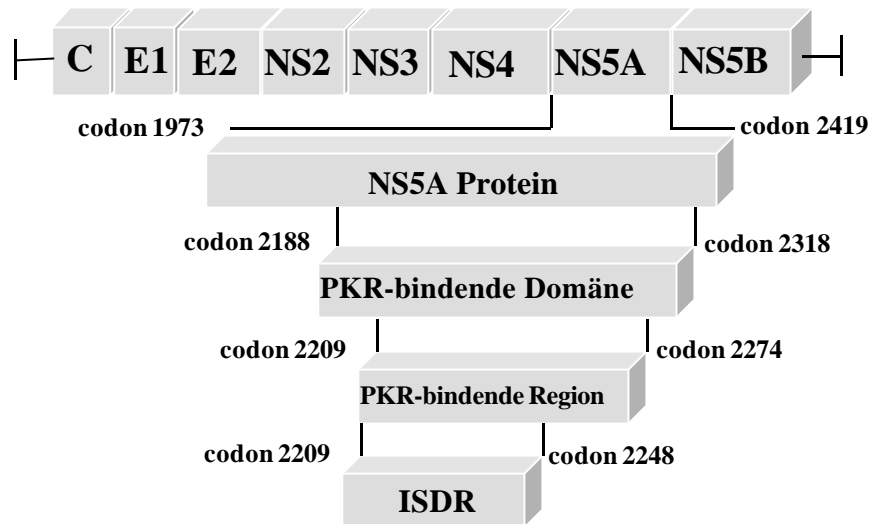 C E1 E2 NS2 NS3 NS4 NS5A NS5B
codon 1973 codon 2419
NS5A Protein
codon 2188 codon 2318
PKR-bindende Domäne
codon 2209 codon 2274
PKR-bindende Region
codon 2209 codon 2248
ISDR